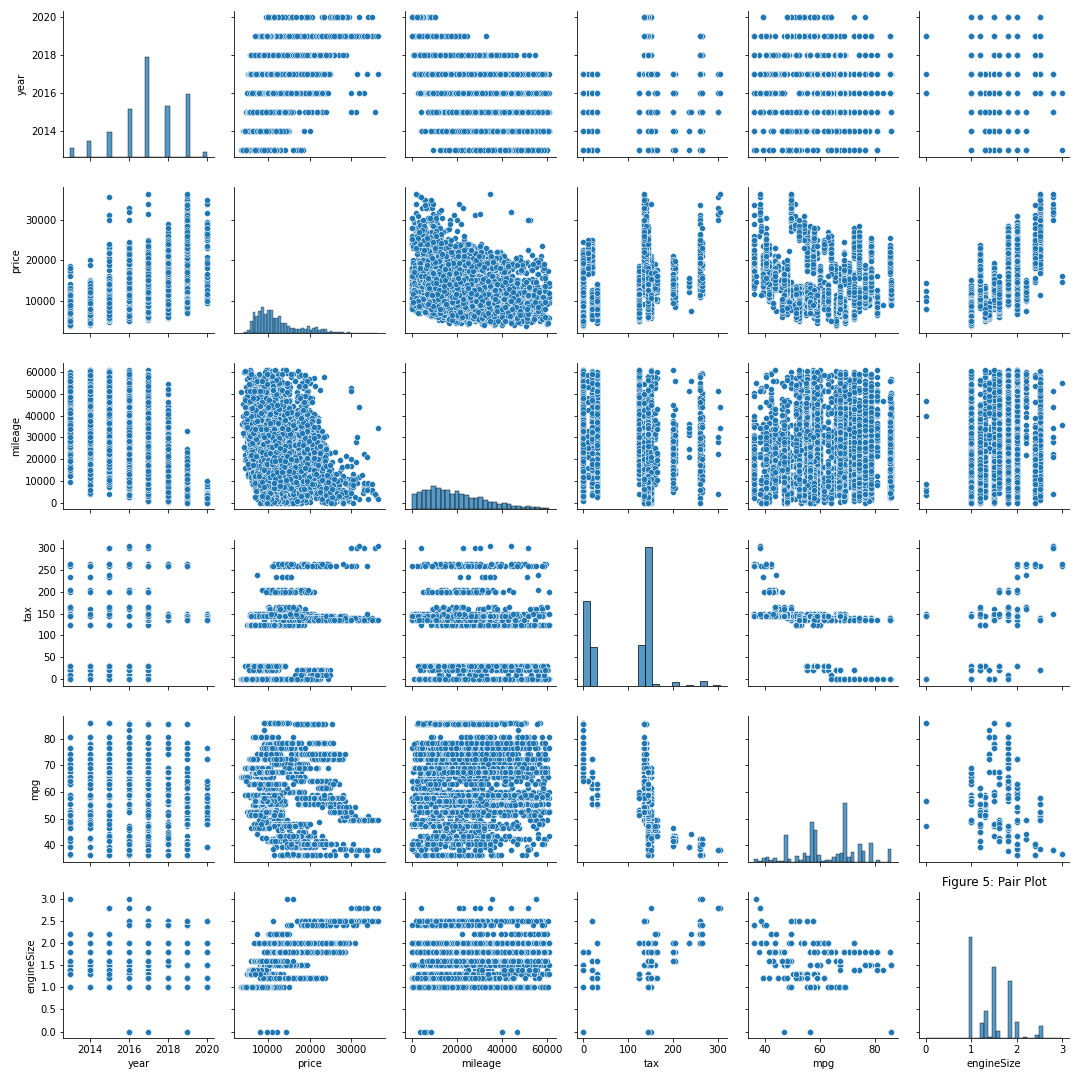 2020
2018
2016
2014
year
30000
20000
10000
price
60000
50000
40000
30000
20000
10000
0
mileage
300
250
200
150
100
50
0
tax
80
70
60
50
40
mpg
Figure 5: Pair Plot
3.0
2.5
2.0
1.5
1.0
0.5
0.0
engineSize
2014 2016 2018 2020
year
10000 20000 30000
price
0 20000 40000 60000
mileage
0 100 200 300
tax
40 60 80
mpg
0 1 2 3
engineSize